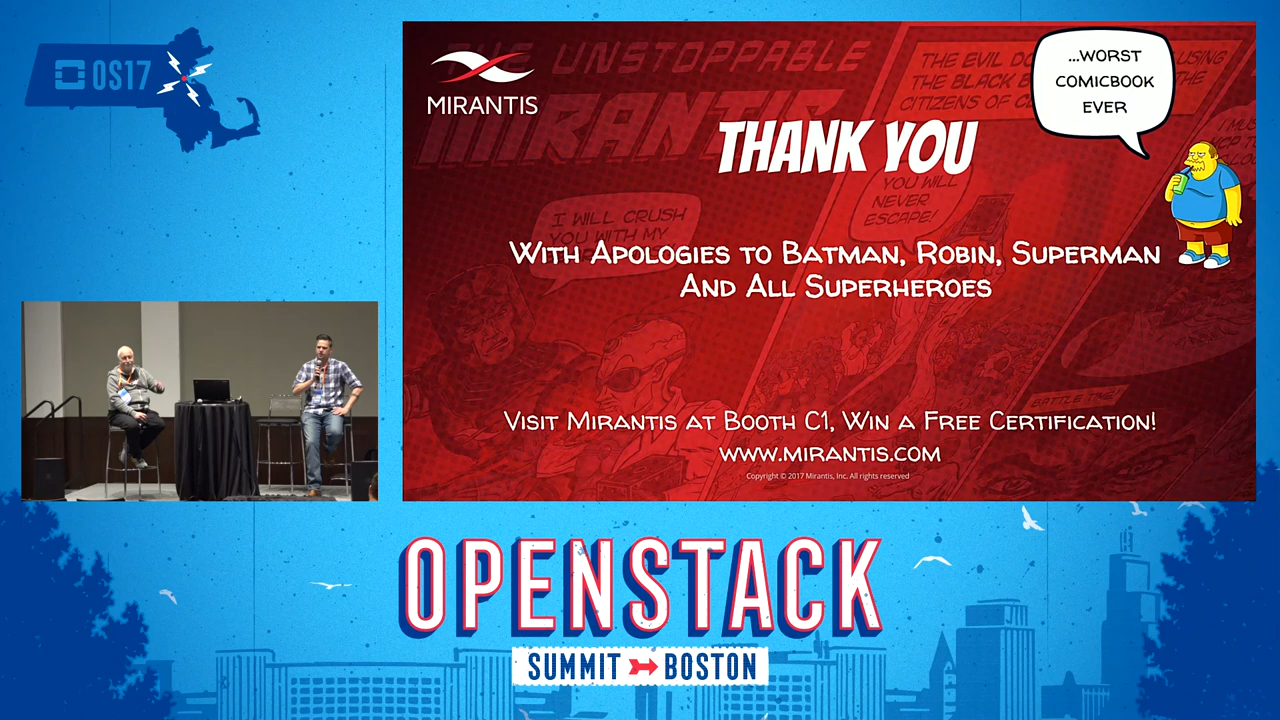 OS17
THE UNSTOPPABLE
MIRANTIS
MIRANTIS
THE EVIL DO
USING
THE BLACK B
THE
CITIZENS OF C
...WORST
COMICBOOK
EVER
THANK YOU
YOU WILL
NEVER
ESCAPE!
I WILL CRUSH
YOU WITH MY
With Apologies to Batman, Robin, Superman
And All Superheroes
BATTLE TIME!
Visit Mirantis at Booth C1, Win a Free Certification!
www.mirantis.com
Copyright © 2017 Mirantis, Inc. All rights reserved
OPENSTACK
SUMMIT BOSTON